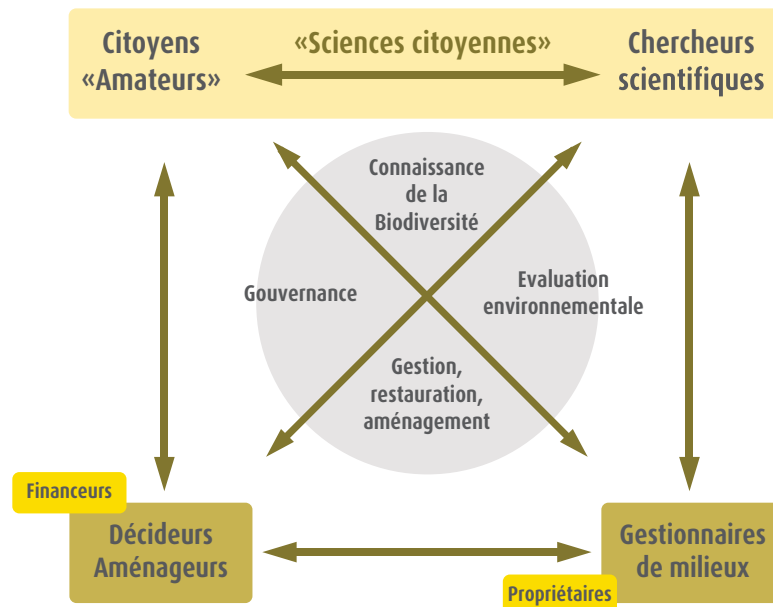 Citoyens
«Amateurs»
«Sciences citoyennes»
Chercheurs
scientifiques
Connaissance
de la
Biodiversité
Gouvernance
Evaluation
environnementale
Gestion,
restauration,
aménagement
Financeurs
Décideurs
Aménageurs
Gestionnaires
de milieux
Propriétaires